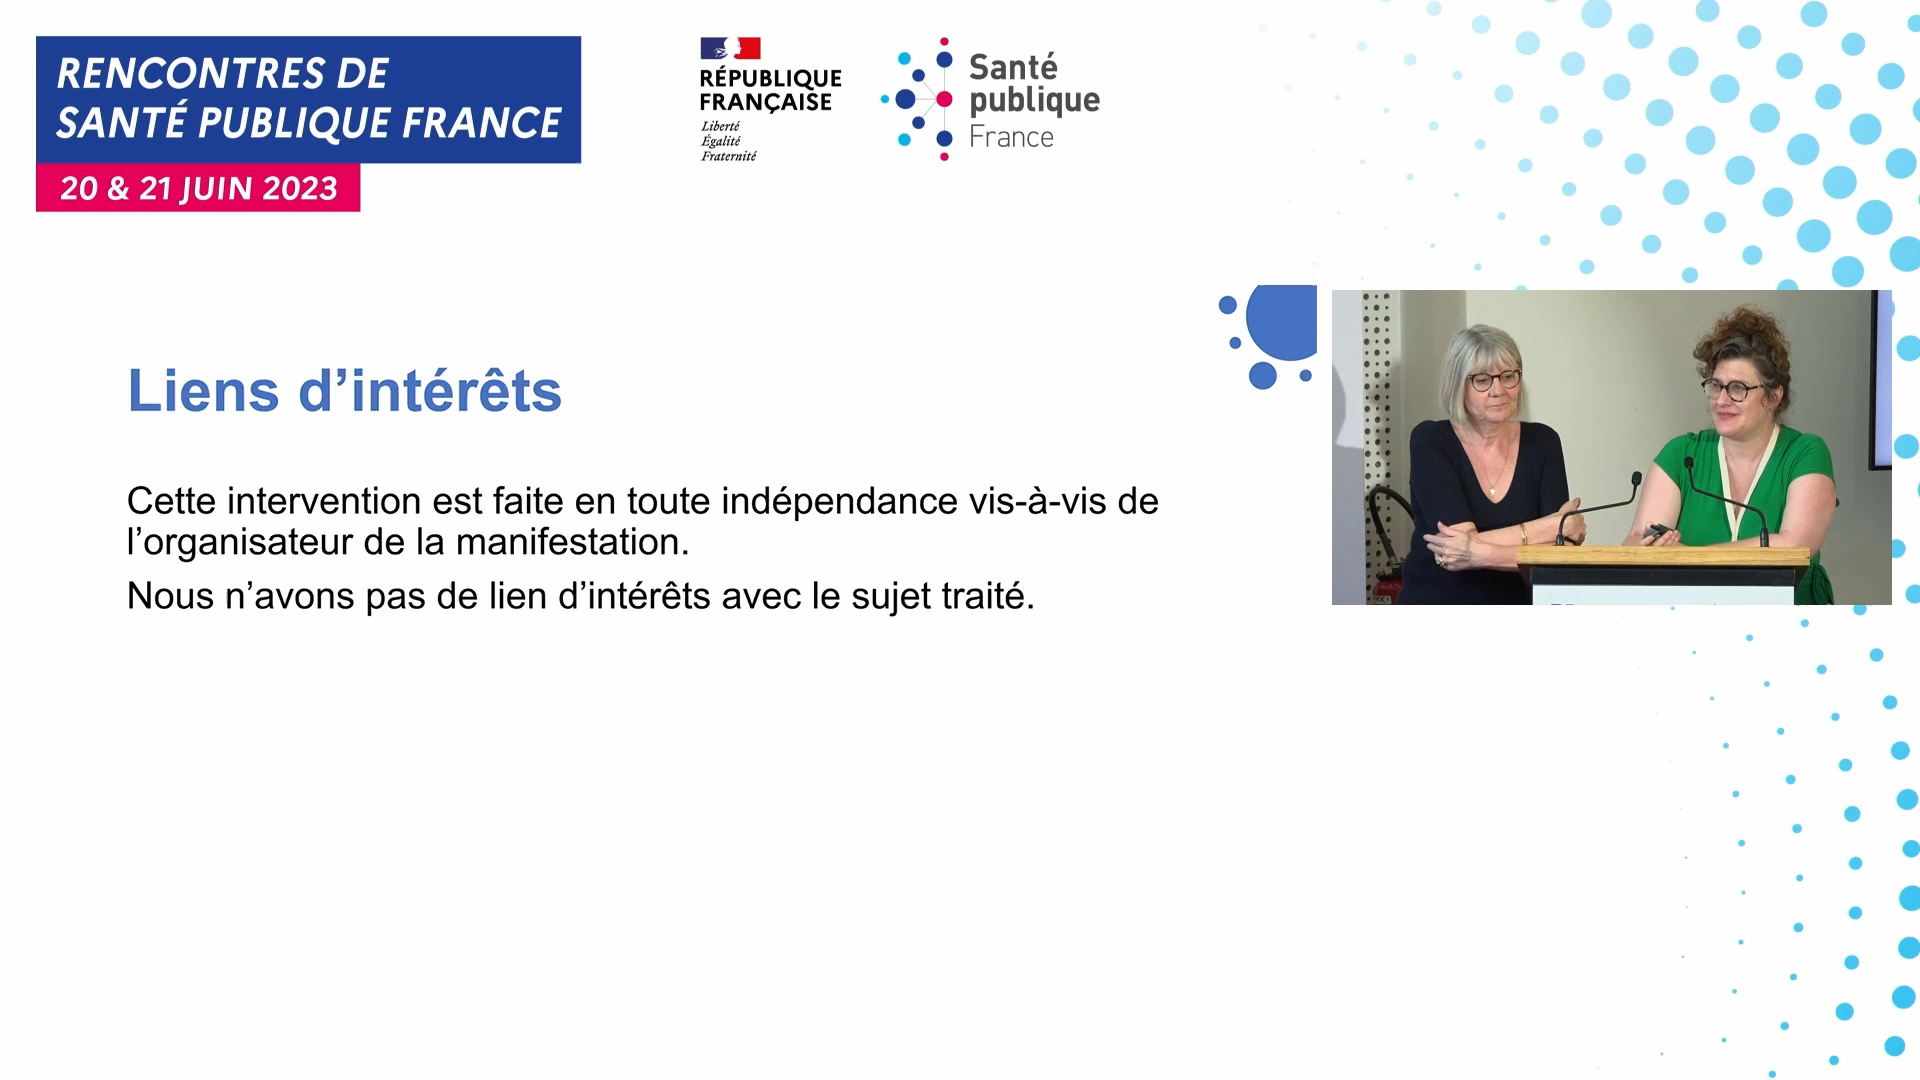 RENCONTRES DE
SANTÉ PUBLIQUE FRANCE
20 & 21 JUIN 2023
RÉPUBLIQUE
FRANÇAISE
Liberté
Égalité
Fraternité
Santé
publique
France
Liens d’intérêts
Cette intervention est faite en toute indépendance vis-à-vis de
l’organisateur de la manifestation.
Nous n’avons pas de lien d’intérêts avec le sujet traité.